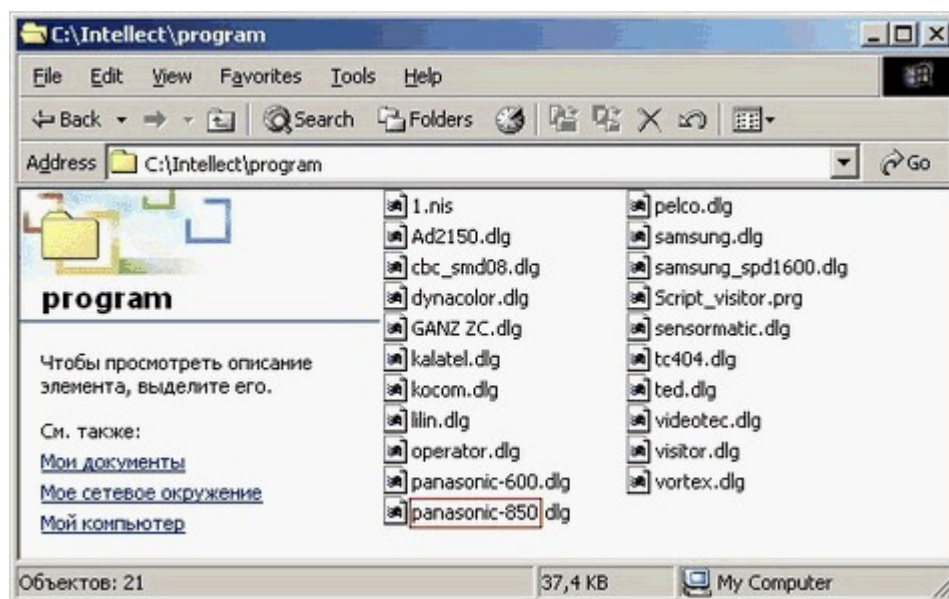 C:\Intellect\program
File Edit View Favorites Tools Help
Back Search Folders
Address C:\Intellect\program Go
program
Чтобы просмотреть описание
элемента, выделите его.
См. также:
Мои документы
Мое сетевое окружение
Мой компьютер
1.nis
Ad2150.dlg
cbc_smd08.dlg
dynacolor.dlg
GANZ ZC.dlg
kalatel.dlg
kocom.dlg
lilin.dlg
operator.dlg
panasonic-600.dlg
panasonic-850 dlg
pelco.dlg
samsung.dlg
samsung_spd1600.dlg
Script_visitor.prg
sensormatic.dlg
tc404.dlg
ted.dlg
videotec.dlg
visitor.dlg
vortex.dlg
Объектов: 21 37,4 KB My Computer